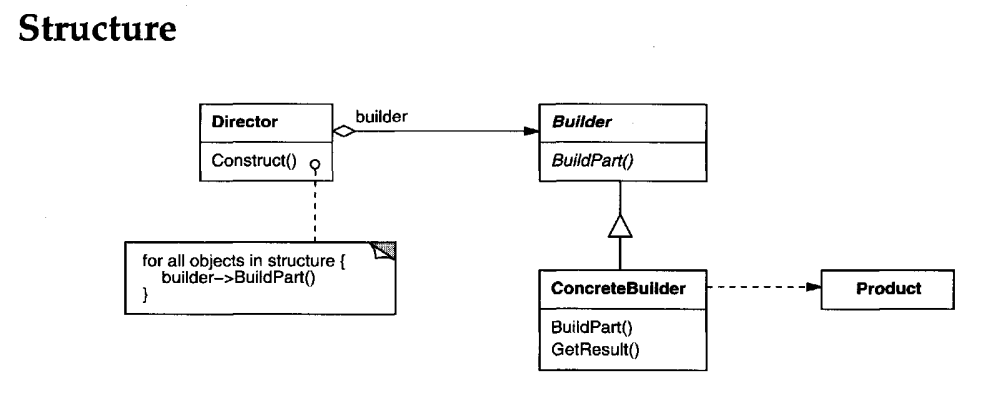 Structure
Director
builder
Builder
Construct()
BuildPart()
for all objects in structure {
builder->BuildPart()
}
ConcreteBuilder
Product
BuildPart()
GetResult()